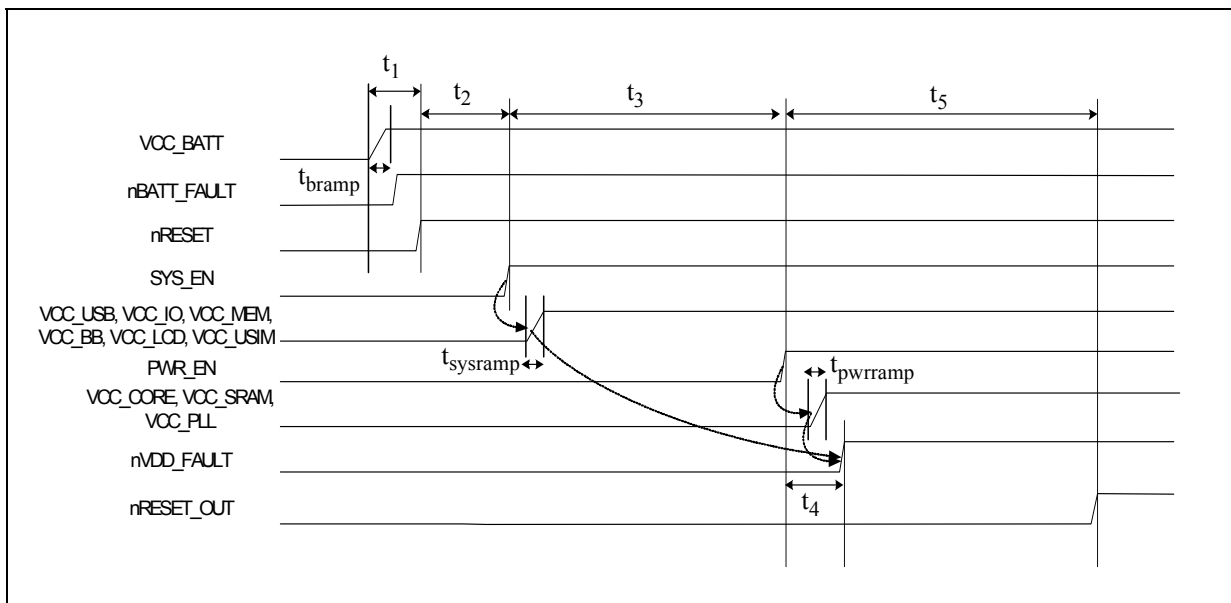 t1
t2
t3
t5
VCC_BATT
tbramp
nBATT_FAULT
nRESET
SYS_EN
VCC_USB, VCC_IO, VCC_MEM,
VCC_BB, VCC_LCD, VCC_USIM
tsysramp
PWR_EN
tpwrramp
VCC_CORE, VCC_SRAM,
VCC_PLL
nVDD_FAULT
t4
nRESET_OUT